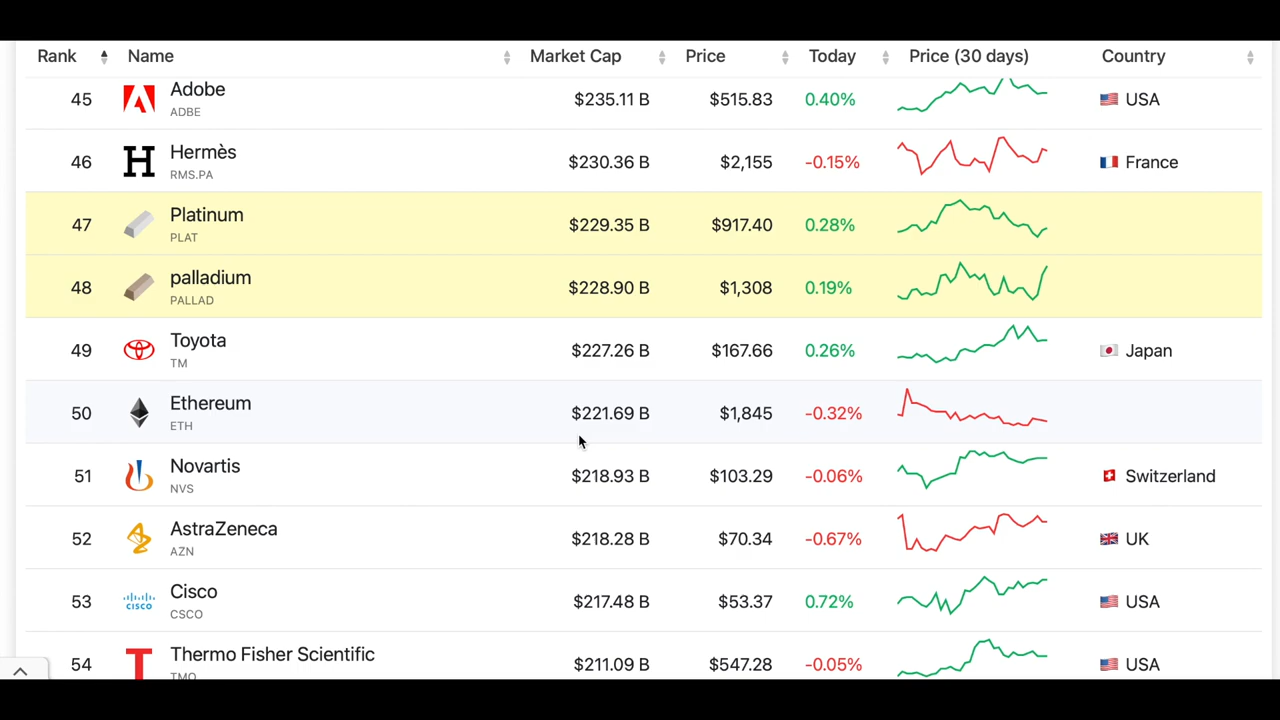 Rank Name Market Cap Price Today Price (30 days) Country
45 Adobe $235.11 B $515.83 0.40% USA
ADBE
46 Hermès $230.36 B $2,155 -0.15% France
RMS.PA
47 Platinum $229.35 B $917.40 0.28%
PLAT
48 palladium $228.90 B $1,308 0.19%
PALLAD
49 Toyota $227.26 B $167.66 0.26% Japan
TM
50 Ethereum $221.69 B $1,845 -0.32%
ETH
51 Novartis $218.93 B $103.29 -0.06% Switzerland
NVS
52 AstraZeneca $218.28 B $70.34 -0.67% UK
AZN
CISCO
53 Cisco $217.48 B $53.37 0.72% USA
CSCO
54 Thermo Fisher Scientific $211.09 B $547.28 -0.05% USA
TMO